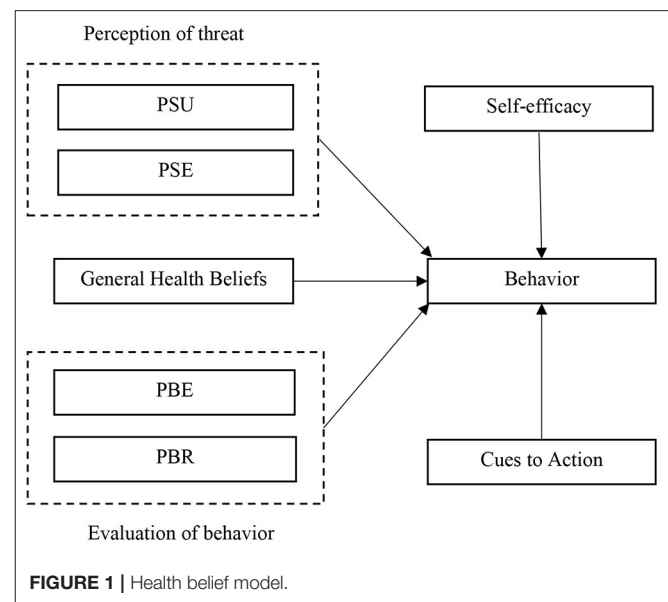 Perception of threat
PSU
PSE
Self-efficacy
General Health Beliefs
Behavior
PBE
PBR
Cues to Action
Evaluation of behavior
FIGURE 1 | Health belief model.